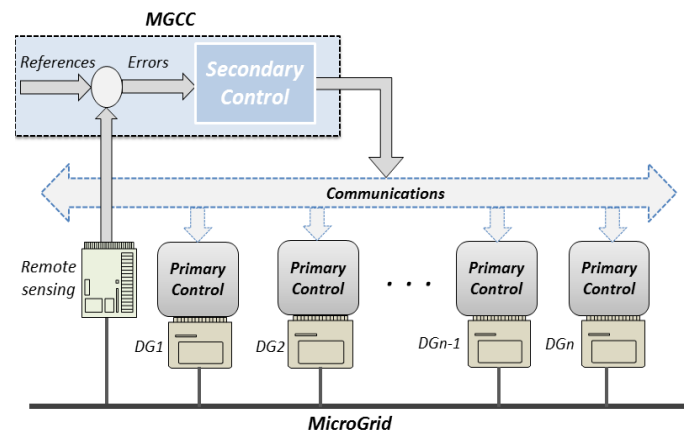 MGCC
References
Errors
Secondary
Control
Communications
Remote
sensing
Primary
Control
Primary
Control
. . .
Primary
Control
Primary
Control
DG1
DG2
DGn-1
DGn
MicroGrid